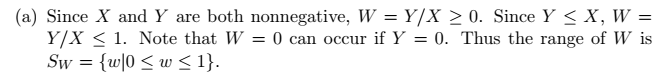 (a) Since X and Y are both nonnegative, W = Y/X ≥ 0. Since Y ≤ X, W =
Y/X ≤ 1. Note that W = 0 can occur if Y = 0. Thus the range of W is
S_W = {w|0 ≤ w ≤ 1}.